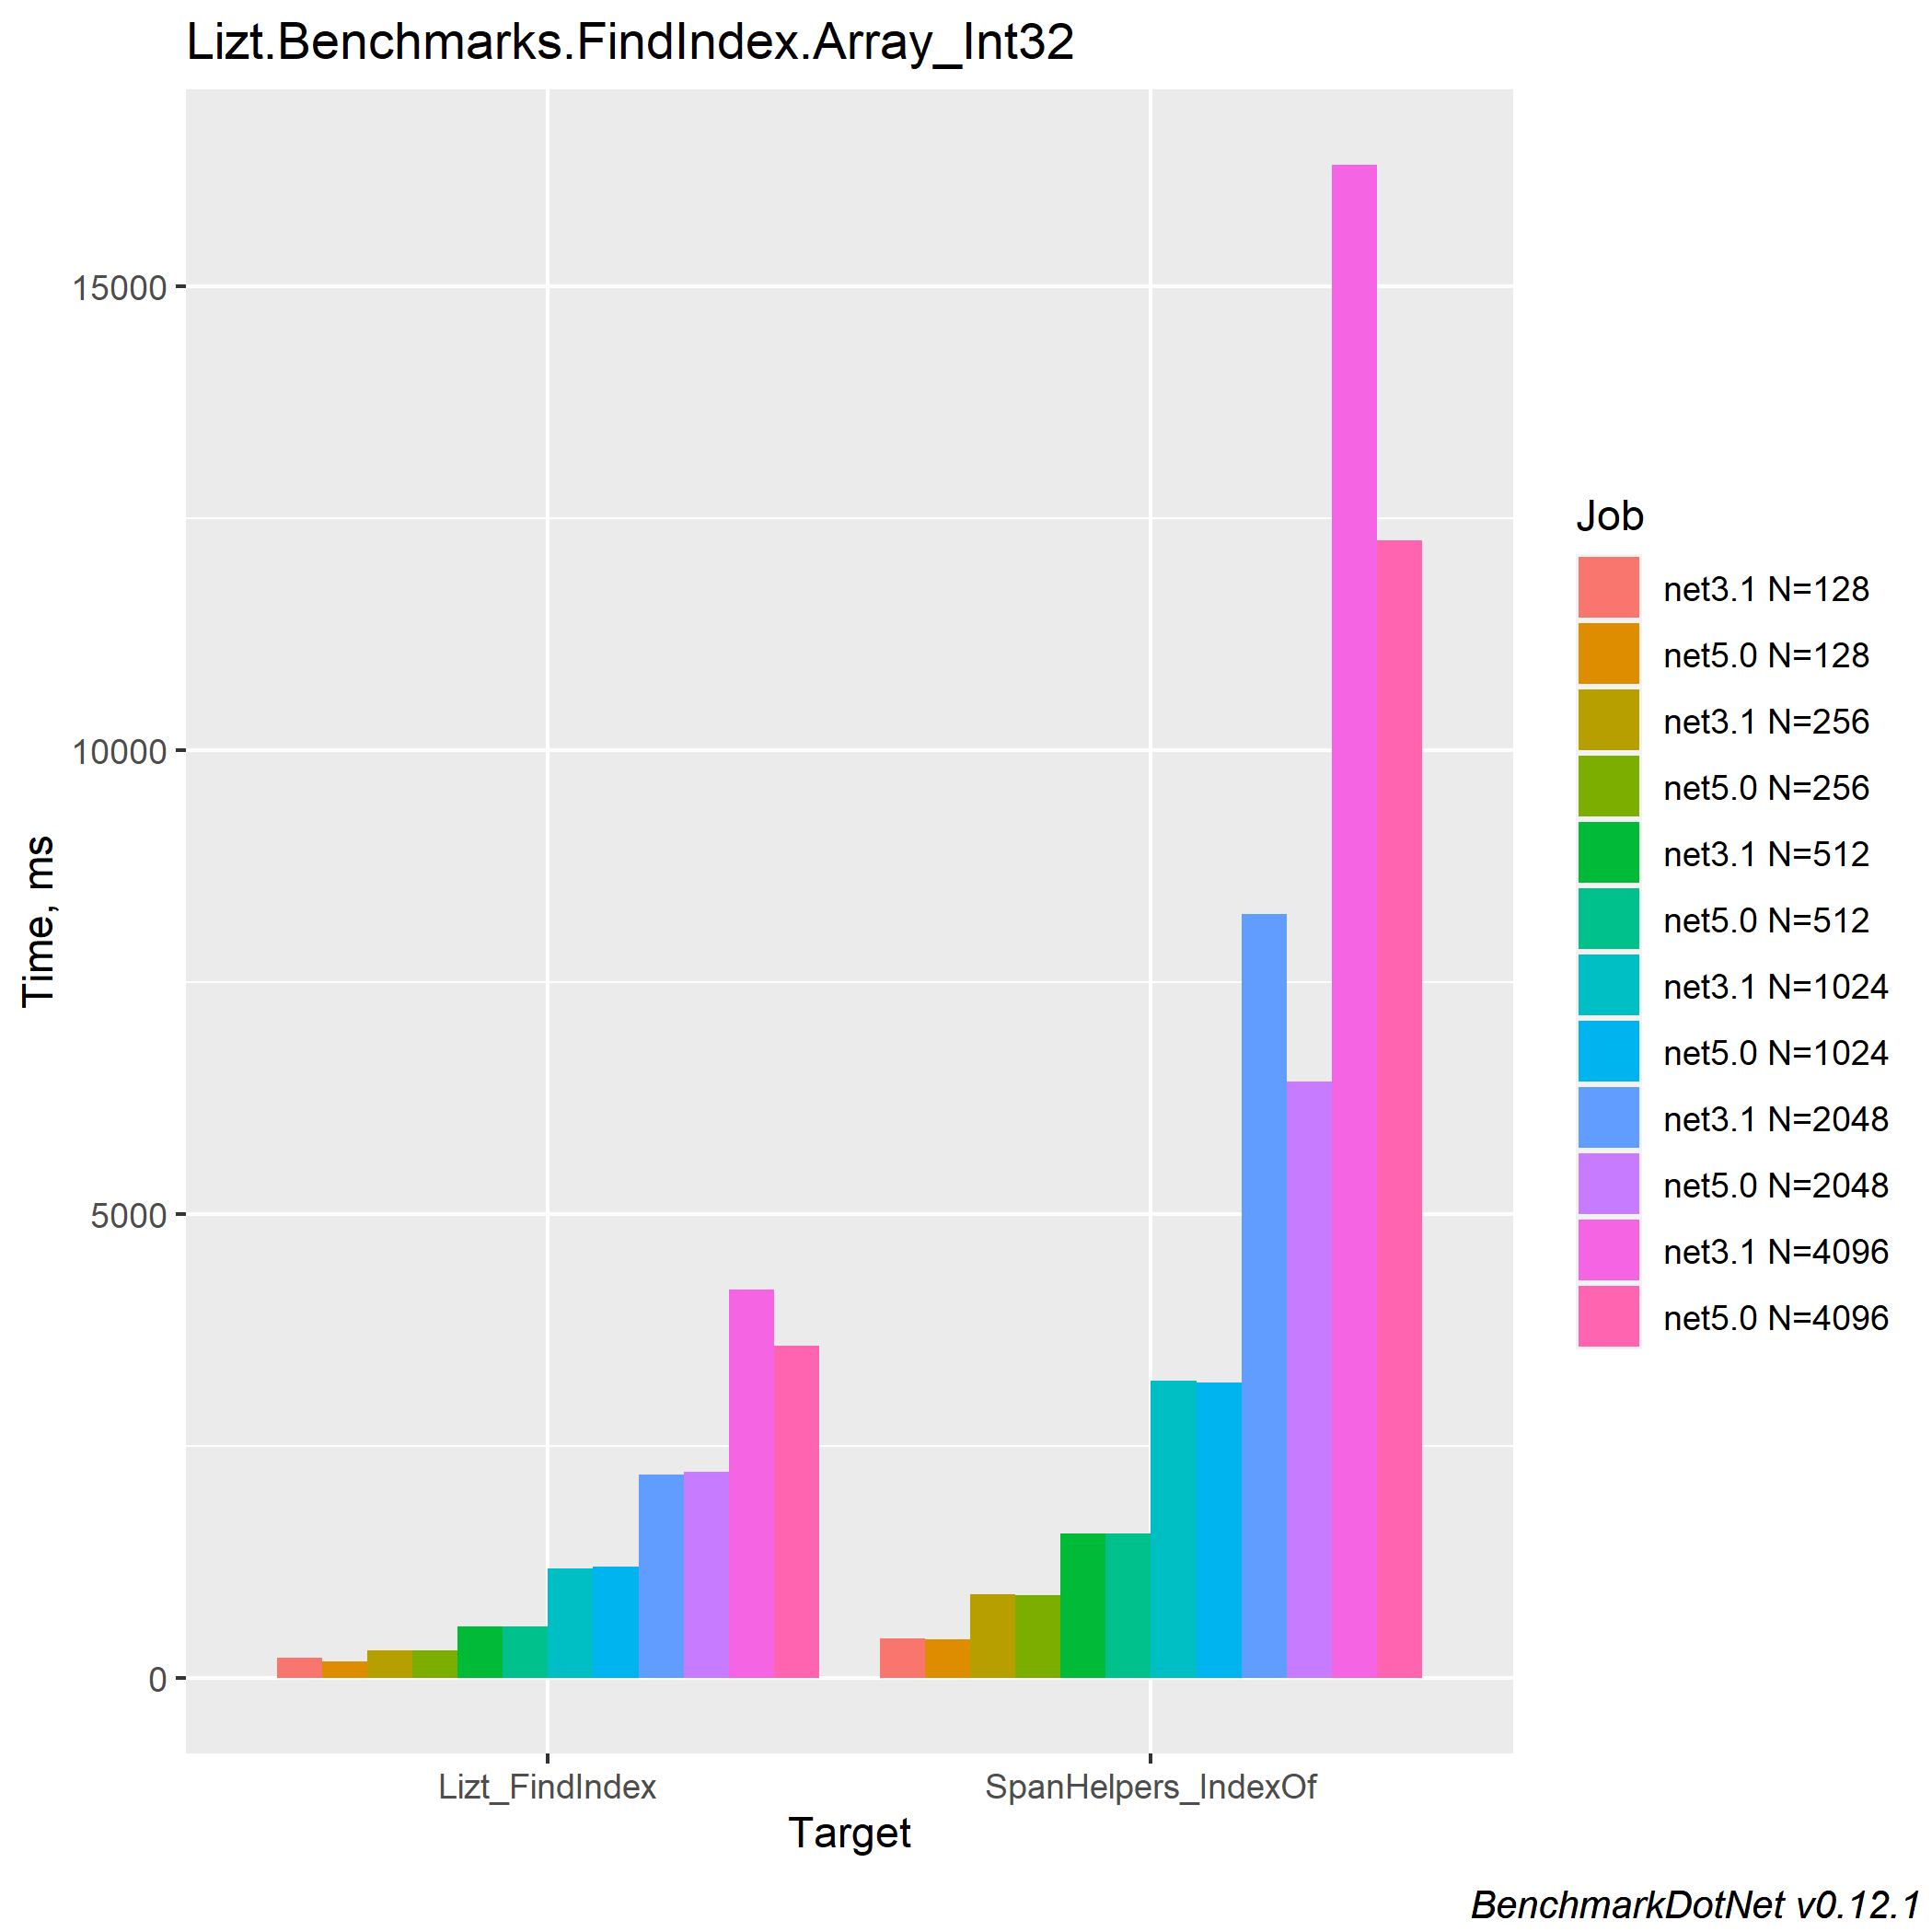 Lizt.Benchmarks.FindIndex.Array_Int32
15000
10000
5000
0
Time, ms
Lizt_FindIndex
SpanHelpers_IndexOf
Target
Job
net3.1 N=128
net5.0 N=128
net3.1 N=256
net5.0 N=256
net3.1 N=512
net5.0 N=512
net3.1 N=1024
net5.0 N=1024
net3.1 N=2048
net5.0 N=2048
net3.1 N=4096
net5.0 N=4096
BenchmarkDotNet v0.12.1